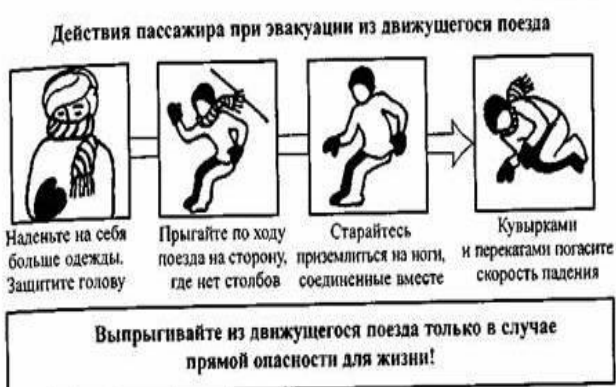 Действия пассажира при эвакуации из движущегося поезда
Наденьте на себя
больше одежды.
Защитите голову
Прыгайте по ходу
поезда на сторону,
где нет столбов
Старайтесь
приземлиться на ноги,
соединенные вместе
Кувырками
и перекатами погасите
скорость падения
Выпрыгивайте из движущегося поезда только в случае
прямой опасности для жизни!